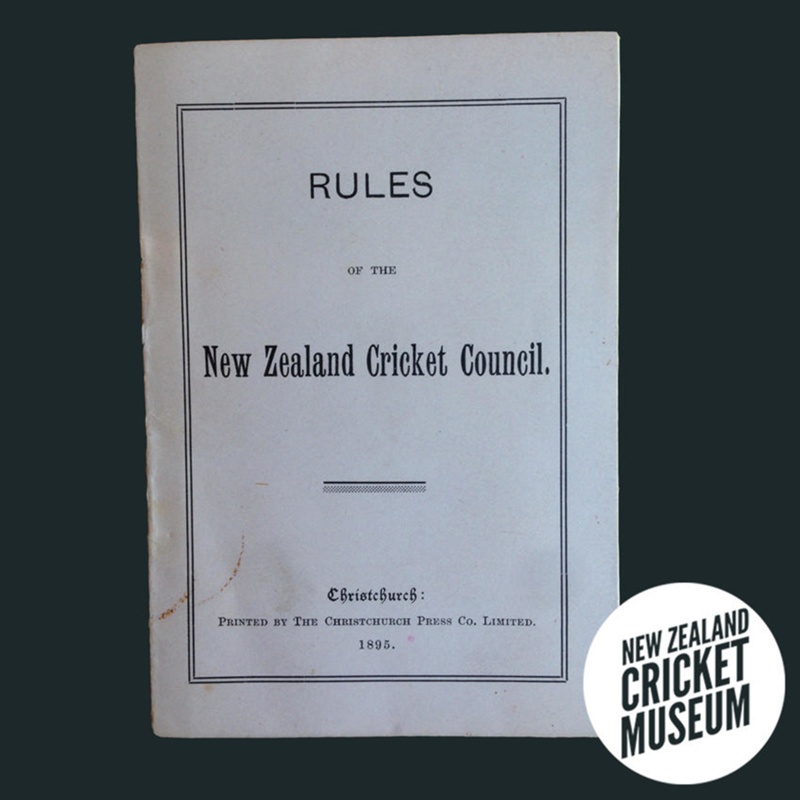 RULES
OF THE
New Zealand Cricket Council.
Christchurch:
PRINTED BY THE CHRISTCHURCH PRESS CO. LIMITED.
1895.
NEW ZEALAND
CRICKET
MUSEUM